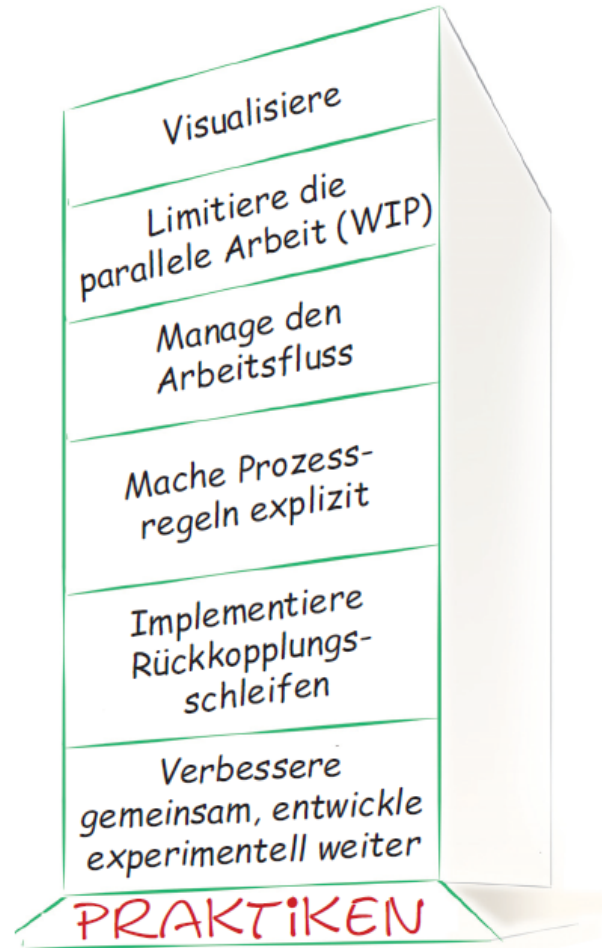 Visualisiere
Limitiere die
parallele Arbeit (WIP)
Manage den
Arbeitsfluss
Mache Prozess-
regeln explizit
Implementiere
Rückkopplungs-
schleifen
Verbessere
gemeinsam, entwickle
experimentell weiter
PRAKTiKEN